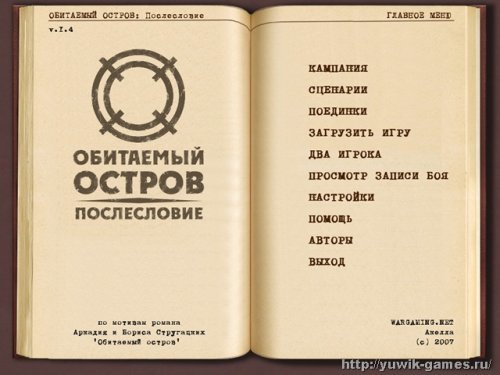 ОБИТАЕМЫЙ ОСТРОВ: Послесловие
v.1.4
ОБИТАЕМЫЙ
ОСТРОВ
ПОСЛЕСЛОВИЕ
по мотивам романа
Аркадия и Бориса Стругацких
'Обитаемый остров'
ГЛАВНОЕ МЕНЮ
КАМПАНИЯ
СЦЕНАРИИ
ПОЕДИНКИ
ЗАГРУЗИТЬ ИГРУ
ДВА ИГРОКА
ПРОСМОТР ЗАПИСИ БОЯ
НАСТРОЙКИ
ПОМОЩЬ
АВТОРЫ
ВЫХОД
WARGAMING.NET
Акелла
(c) 2007
http://yuwik-games.ru/